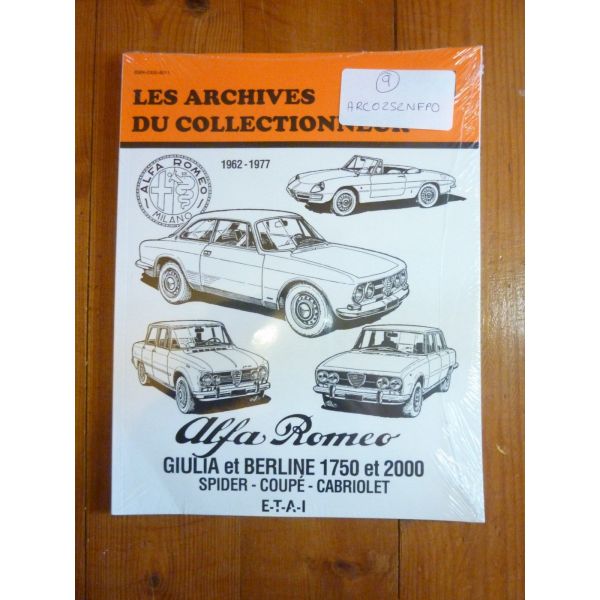 LES ARCHIVES
DU COLLECTIONNEUR
9
ARC0252NFPO
1962-1977
ALFA ROMEO
MILANO
Alfa Romeo
GIULIA et BERLINE 1750 et 2000
SPIDER - COUPÉ - CABRIOLET
E-T-A-I